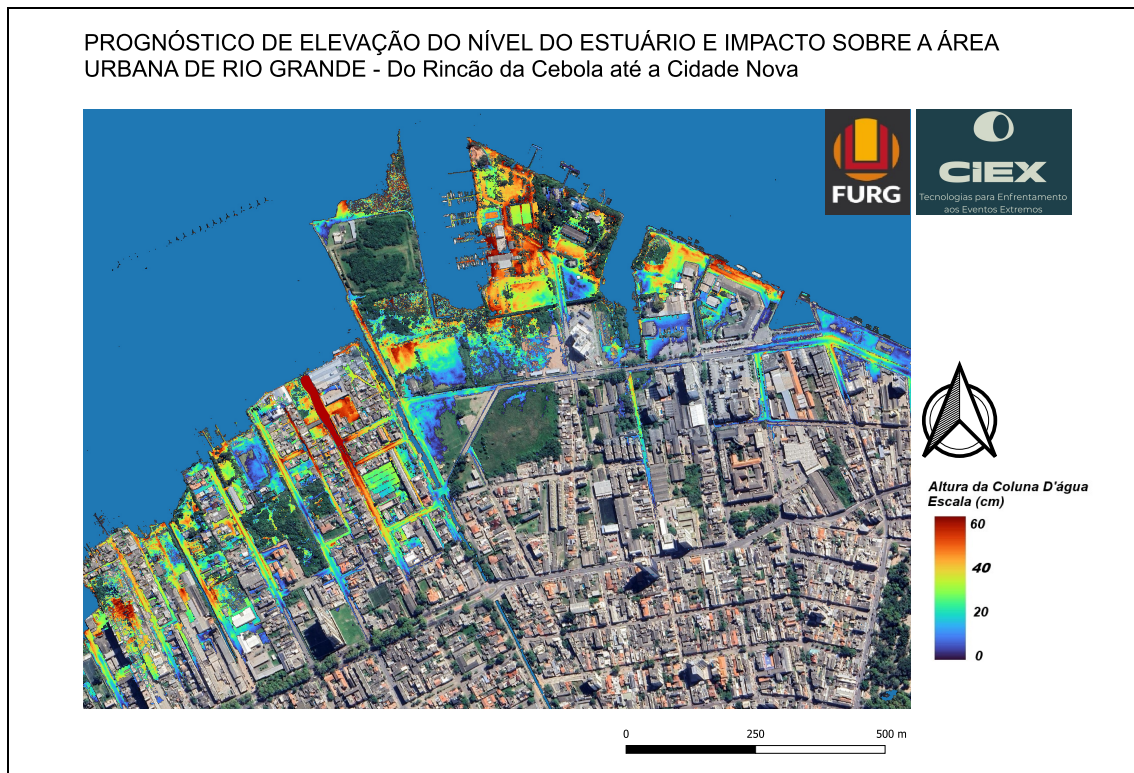 PROGNÓSTICO DE ELEVAÇÃO DO NÍVEL DO ESTUÁRIO E IMPACTO SOBRE A ÁREA
URBANA DE RIO GRANDE - Do Rincão da Cebola até a Cidade Nova
FURG
CIEX
Tecnologias para Enfrentamento
aos Eventos Extremos
Altura da Coluna D'água
Escala (cm)
60
40
20
0
0 250 500 m